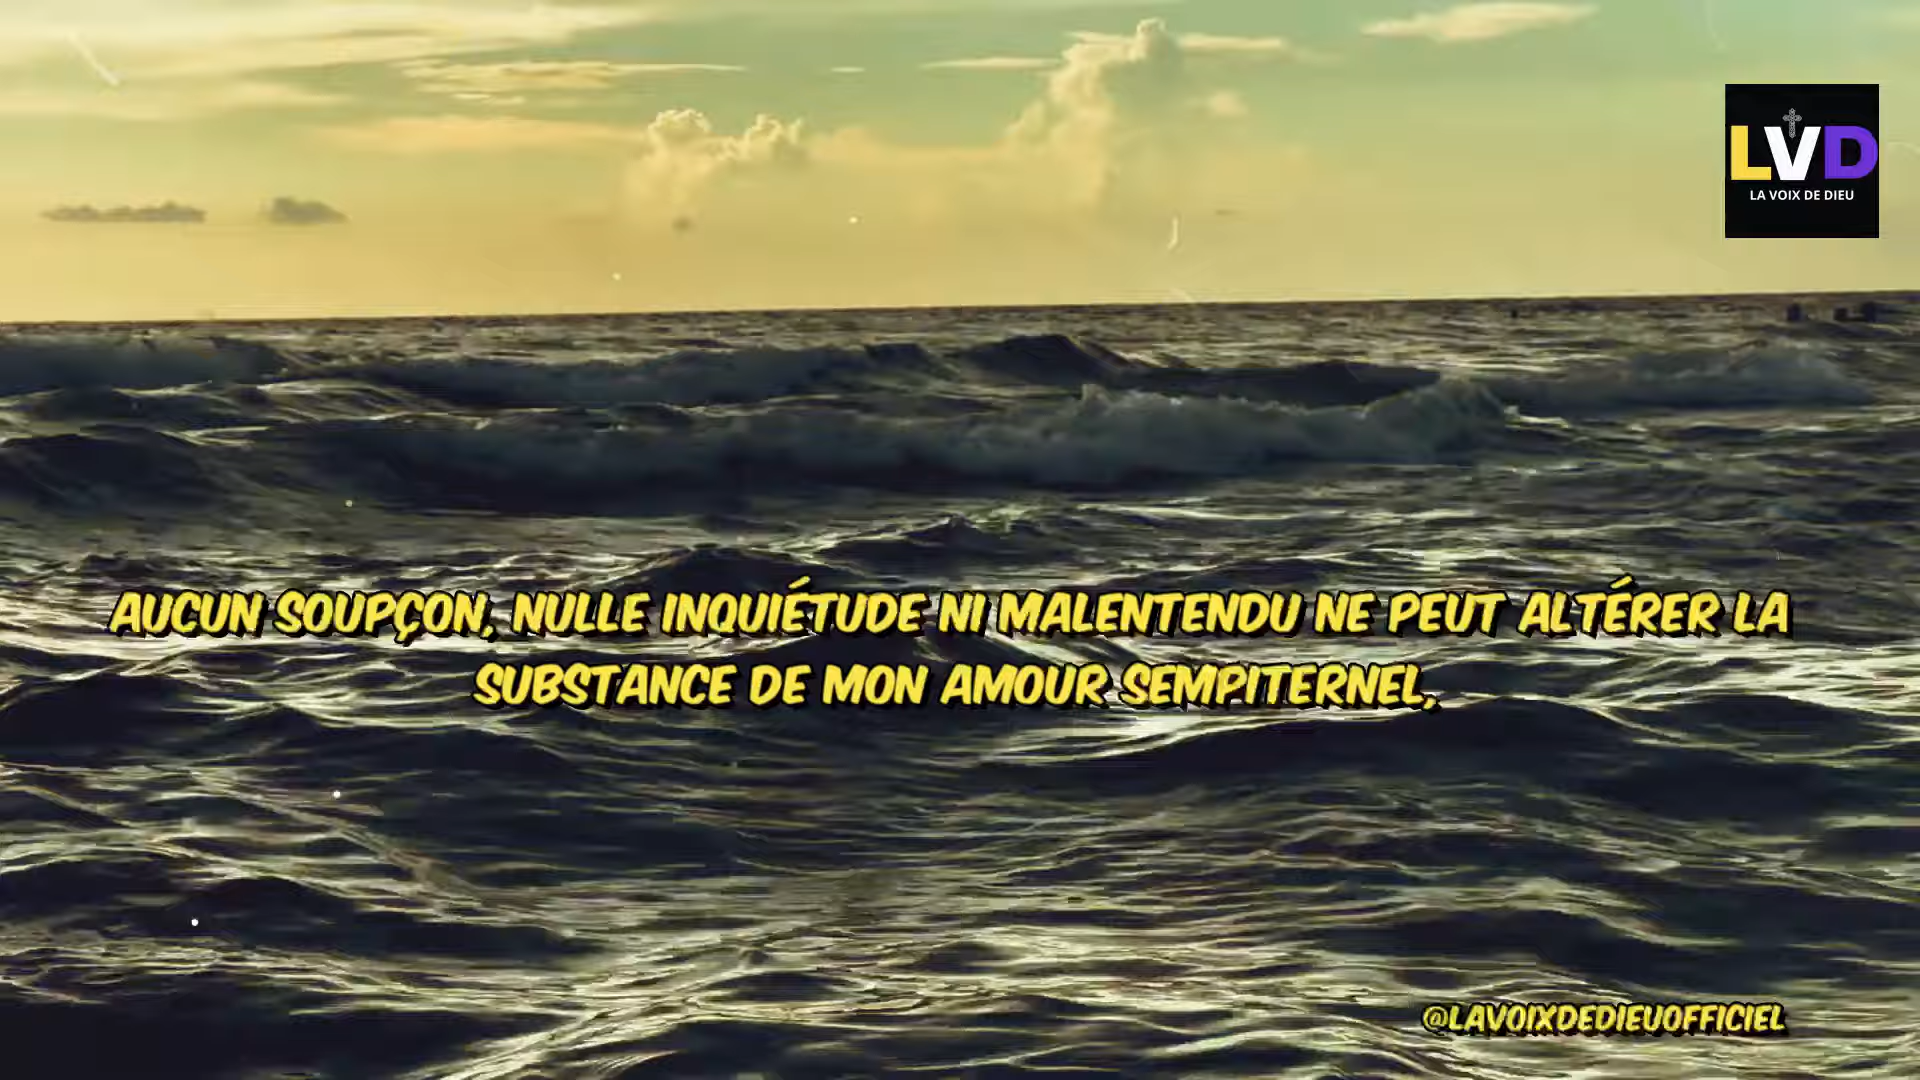 LVD
LA VOIX DE DIEU
AUCUN SOUPÇON, NULLE INQUIÉTUDE NI MALENTENDU NE PEUT ALTÉRER LA
SUBSTANCE DE MON AMOUR SEMPITERNEL,
@LAVOIXDEDIEUOFFICIEL